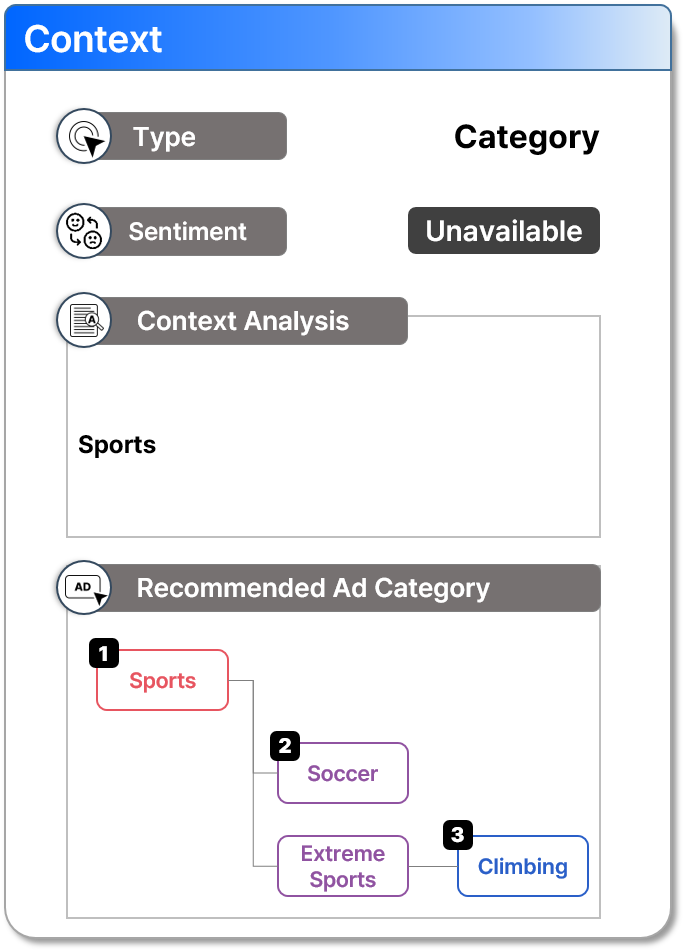 Context
Type
Category
Sentiment
Unavailable
A
Context Analysis
Sports
AD
Recommended Ad Category
1
Sports
2
Soccer
Extreme
Sports
3
Climbing